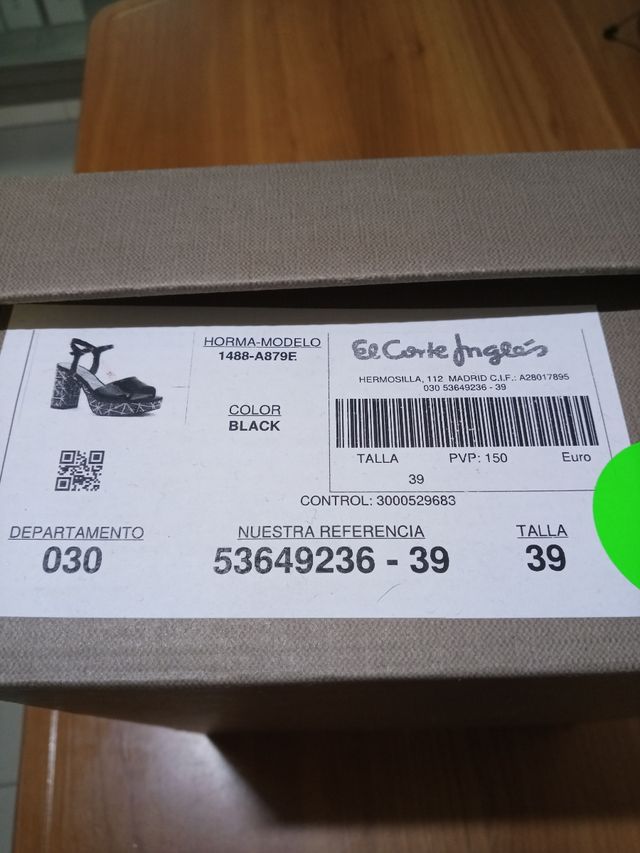 HORMA-MODELO
1488-A879E
COLOR
BLACK
El Corte Inglés
HERMOSILLA, 112 MADRID C.I.F.: A28017895
030 53649236 - 39
TALLA PVP: 150 Euro
39
CONTROL: 3000529683
DEPARTAMENTO NUESTRA REFERENCIA TALLA
030 53649236 - 39 39